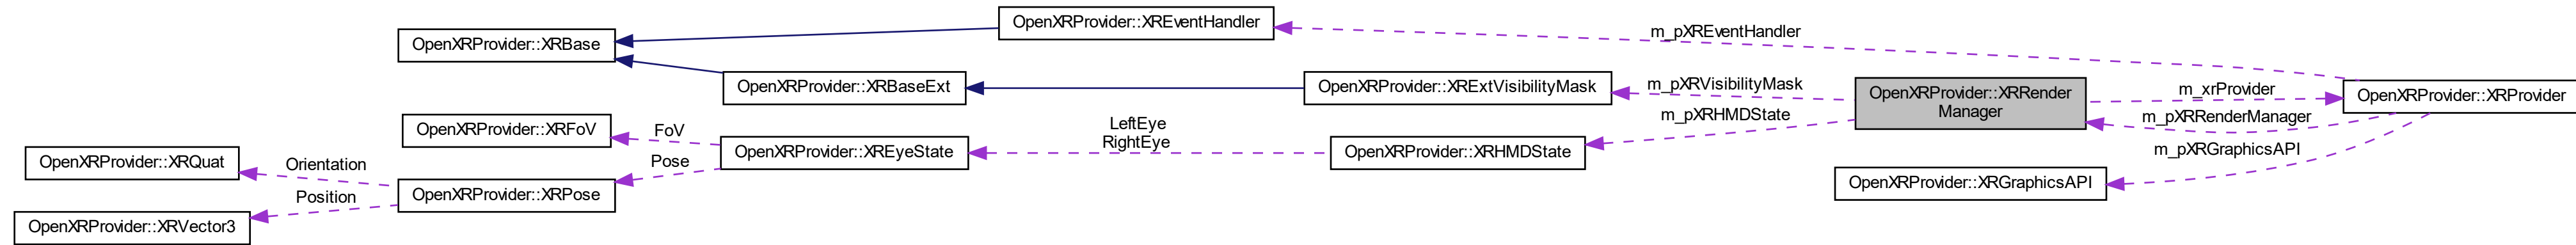 OpenXRProvider::XREventHandler
m_pXREventHandler
OpenXRProvider::XRBase
OpenXRProvider::XRBaseExt
OpenXRProvider::XRExtVisibilityMask
m_pXRVisibilityMask
OpenXRProvider::XRRender
Manager
m_xrProvider
OpenXRProvider::XRProvider
m_pXRHMDState
m_pXRRenderManager
OpenXRProvider::XRFoV
FoV
LeftEye
RightEye
OpenXRProvider::XREyeState
OpenXRProvider::XRHMDState
m_pXRGraphicsAPI
OpenXRProvider::XRQuat
Orientation
Pose
OpenXRProvider::XRPose
OpenXRProvider::XRGraphicsAPI
Position
OpenXRProvider::XRVector3